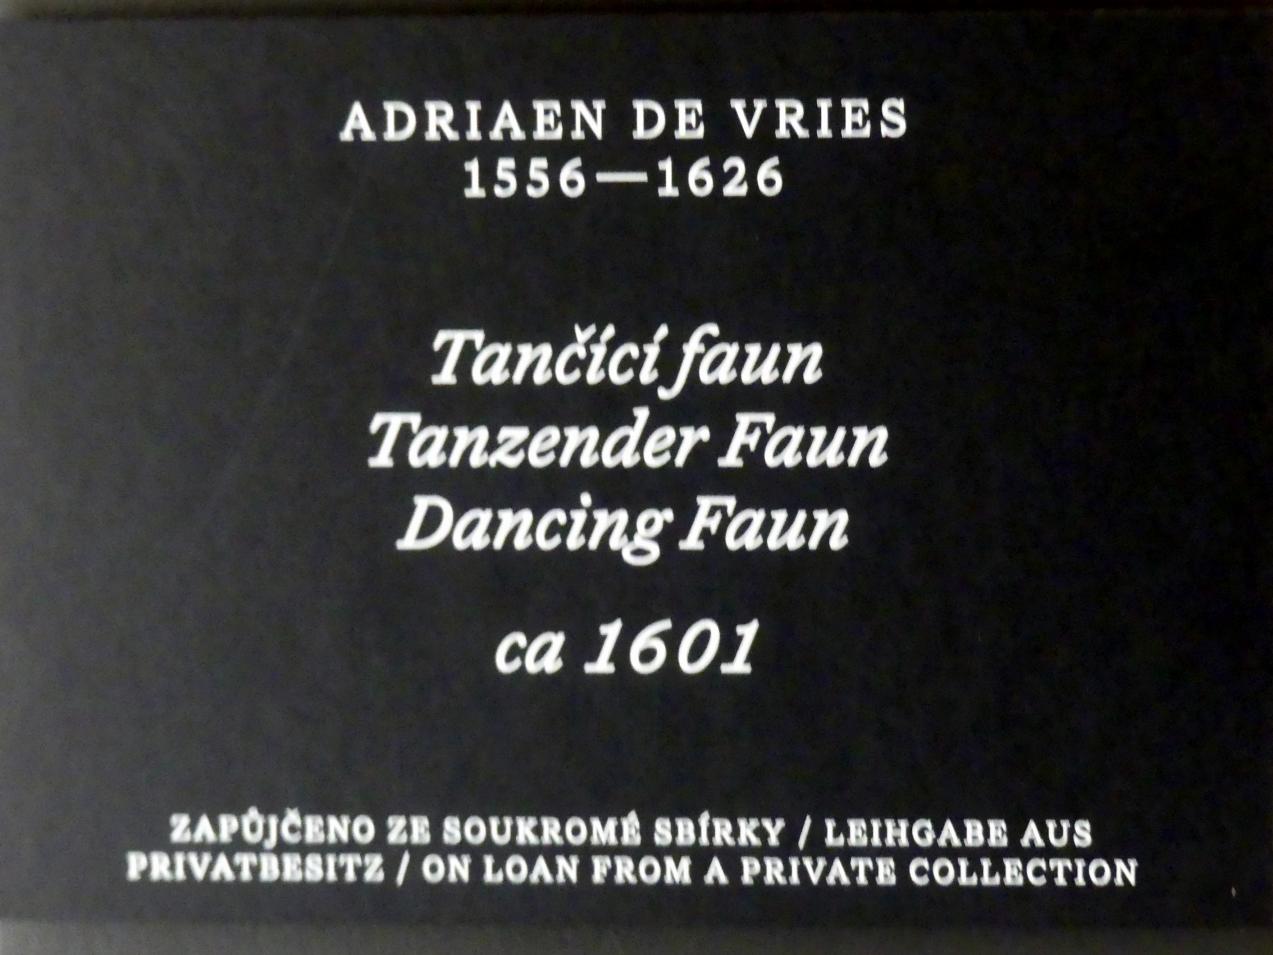 ADRIAEN DE VRIES
1556—1626
Tančící faun
Tanzender Faun
Dancing Faun
ca 1601
ZAPŮJČENO ZE SOUKROMÉ SBÍRKY / LEIHGABE AUS
PRIVATBESITZ / ON LOAN FROM A PRIVATE COLLECTION